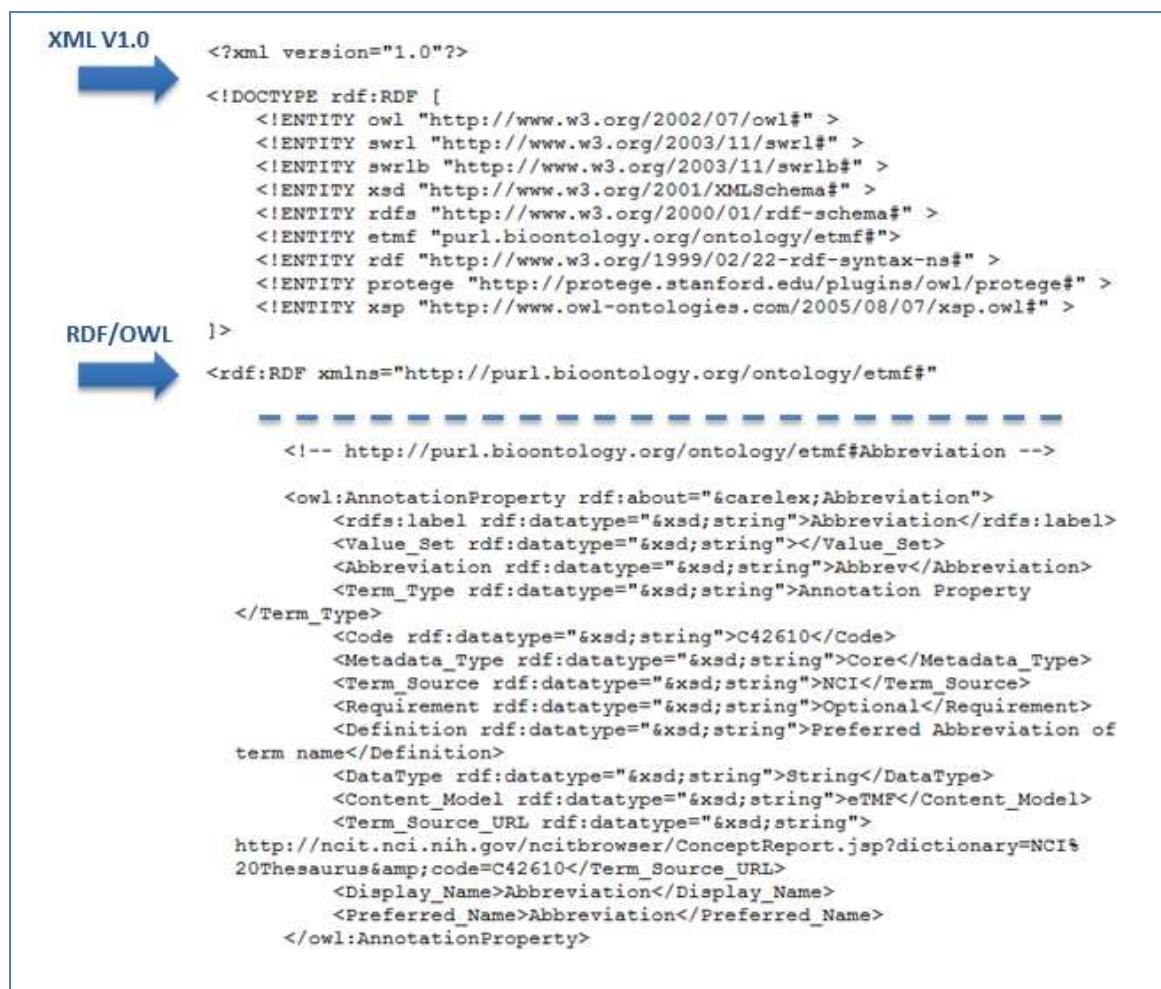 XML V1.0
<?xml version="1.0"?>
<!DOCTYPE rdf:RDF [
<!ENTITY owl "http://www.w3.org/2002/07/owl#" >
<!ENTITY swrl "http://www.w3.org/2003/11/swrl#" >
<!ENTITY swrlb "http://www.w3.org/2003/11/swrlb#" >
<!ENTITY xsd "http://www.w3.org/2001/XMLSchema#" >
<!ENTITY rdfs "http://www.w3.org/2000/01/rdf-schema#" >
<!ENTITY etmf "purl.bioontology.org/ontology/etmf#">
<!ENTITY rdf "http://www.w3.org/1999/02/22-rdf-syntax-ns#" >
<!ENTITY protege "http://protege.stanford.edu/plugins/owl/protege#" >
<!ENTITY xsp "http://www.owl-ontologies.com/2005/08/07/xsp.owl#" >
]>
RDF/OWL
<rdf:RDF xmlns="http://purl.bioontology.org/ontology/etmf#"
<!-- http://purl.bioontology.org/ontology/etmf#Abbreviation -->
<owl:AnnotationProperty rdf:about="&carelex;Abbreviation">
<rdfs:label rdf:datatype="&xsd;string">Abbreviation</rdfs:label>
<Value_Set rdf:datatype="&xsd;string"></Value_Set>
<Abbreviation rdf:datatype="&xsd;string">Abbrev</Abbreviation>
<Term_Type rdf:datatype="&xsd;string">Annotation Property
</Term_Type>
<Code rdf:datatype="&xsd;string">C42610</Code>
<Metadata_Type rdf:datatype="&xsd;string">Core</Metadata_Type>
<Term_Source rdf:datatype="&xsd;string">NCI</Term_Source>
<Requirement rdf:datatype="&xsd;string">Optional</Requirement>
<Definition rdf:datatype="&xsd;string">Preferred Abbreviation of
term name</Definition>
<DataType rdf:datatype="&xsd;string">String</DataType>
<Content_Model rdf:datatype="&xsd;string">eTMF</Content_Model>
<Term_Source_URL rdf:datatype="&xsd;string">
http://ncit.nci.nih.gov/ncitbrowser/ConceptReport.jsp?dictionary=NCI%
20Thesaurus&amp;code=C42610</Term_Source_URL>
<Display_Name>Abbreviation</Display_Name>
<Preferred_Name>Abbreviation</Preferred_Name>
</owl:AnnotationProperty>